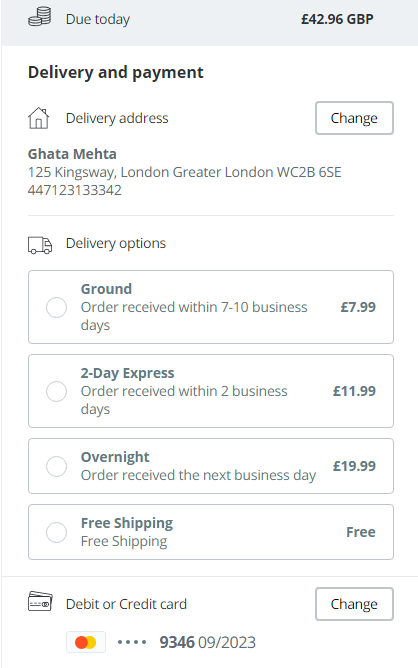 Due today £42.96 GBP
Delivery and payment
Delivery address Change
Ghata Mehta
125 Kingsway, London Greater London WC2B 6SE
447123133342
Delivery options
Ground
Order received within 7-10 business £7.99
days
2-Day Express
Order received within 2 business £11.99
days
Overnight
Order received the next business day £19.99
Free Shipping
Free Shipping Free
Debit or Credit card Change
•••• 9346 09/2023